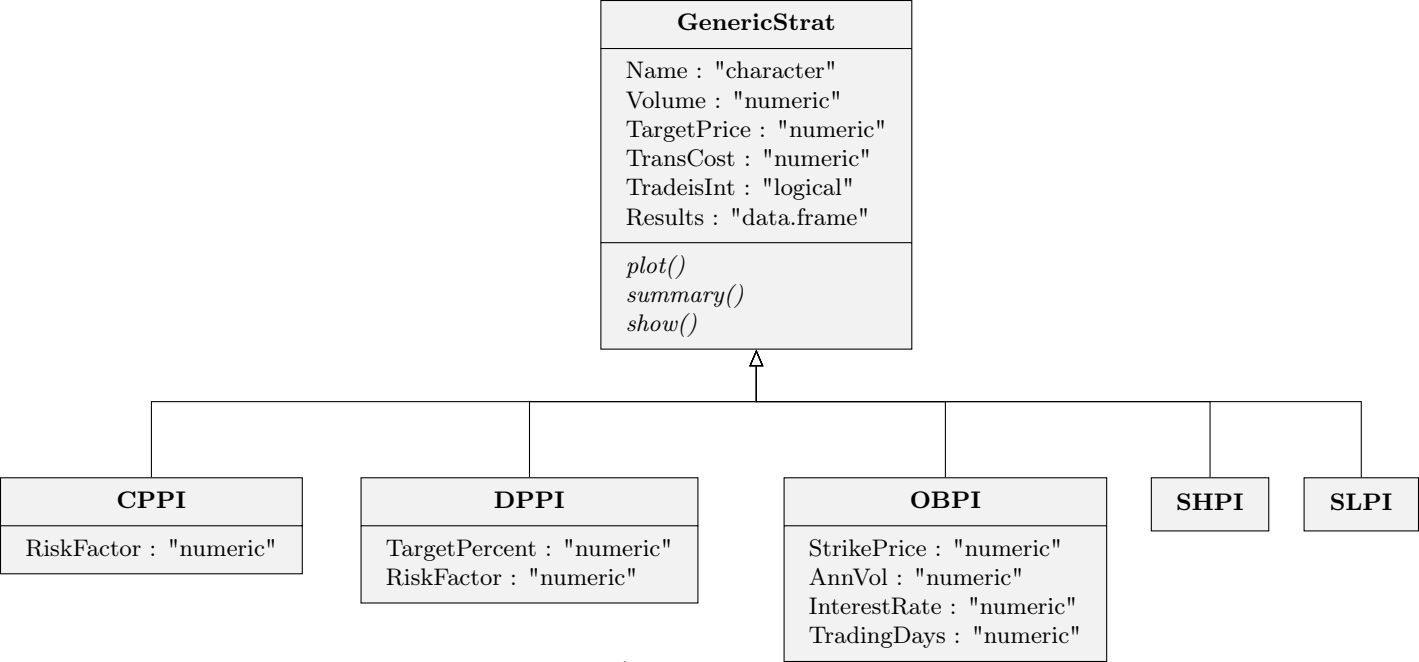 GenericStrat
Name : "character"
Volume : "numeric"
TargetPrice : "numeric"
TransCost : "numeric"
TradeisInt : "logical"
Results : "data.frame"
plot()
summary()
show()
CPPI
RiskFactor : "numeric"
DPPI
TargetPercent : "numeric"
RiskFactor : "numeric"
OBPI
StrikePrice : "numeric"
AnnVol : "numeric"
InterestRate : "numeric"
TradingDays : "numeric"
SHPI
SLPI